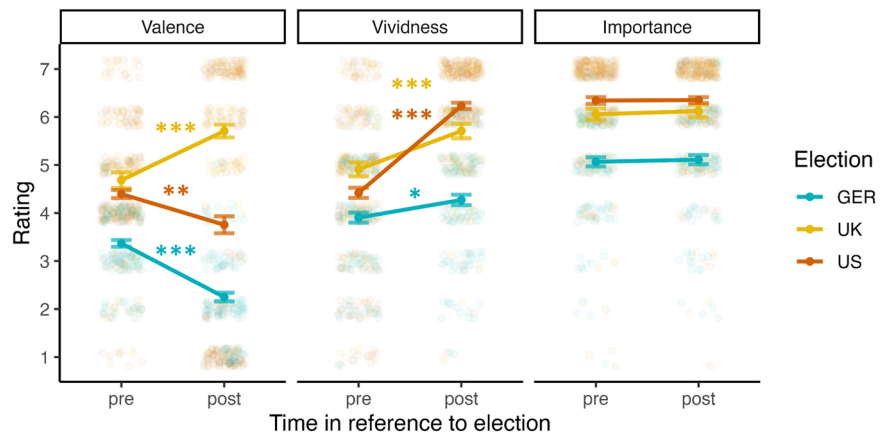 Valence Vividness Importance
Rating
7
6
5
4
3
2
1
***
**
***
***
***
*
pre post pre post pre post
Time in reference to election
Election
GER
UK
US